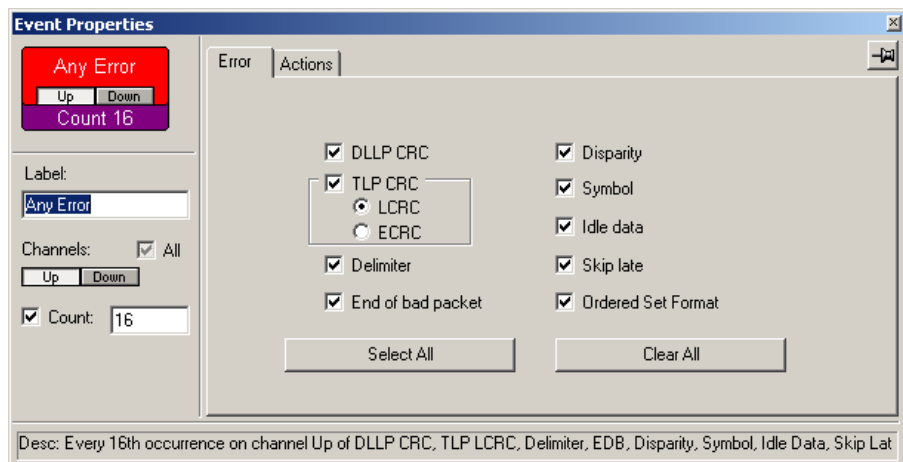 Event Properties
Any Error
Up Down
Count 16
Label:
Any Error
Channels: All
Up Down
Count: 16
Error Actions
DLLP CRC
TLP CRC
LCRC
ECRC
Delimiter
End of bad packet
Disparity
Symbol
Idle data
Skip late
Ordered Set Format
Select All Clear All
Desc: Every 16th occurrence on channel Up of DLLP CRC, TLP LCRC, Delimiter, EDB, Disparity, Symbol, Idle Data, Skip Lat